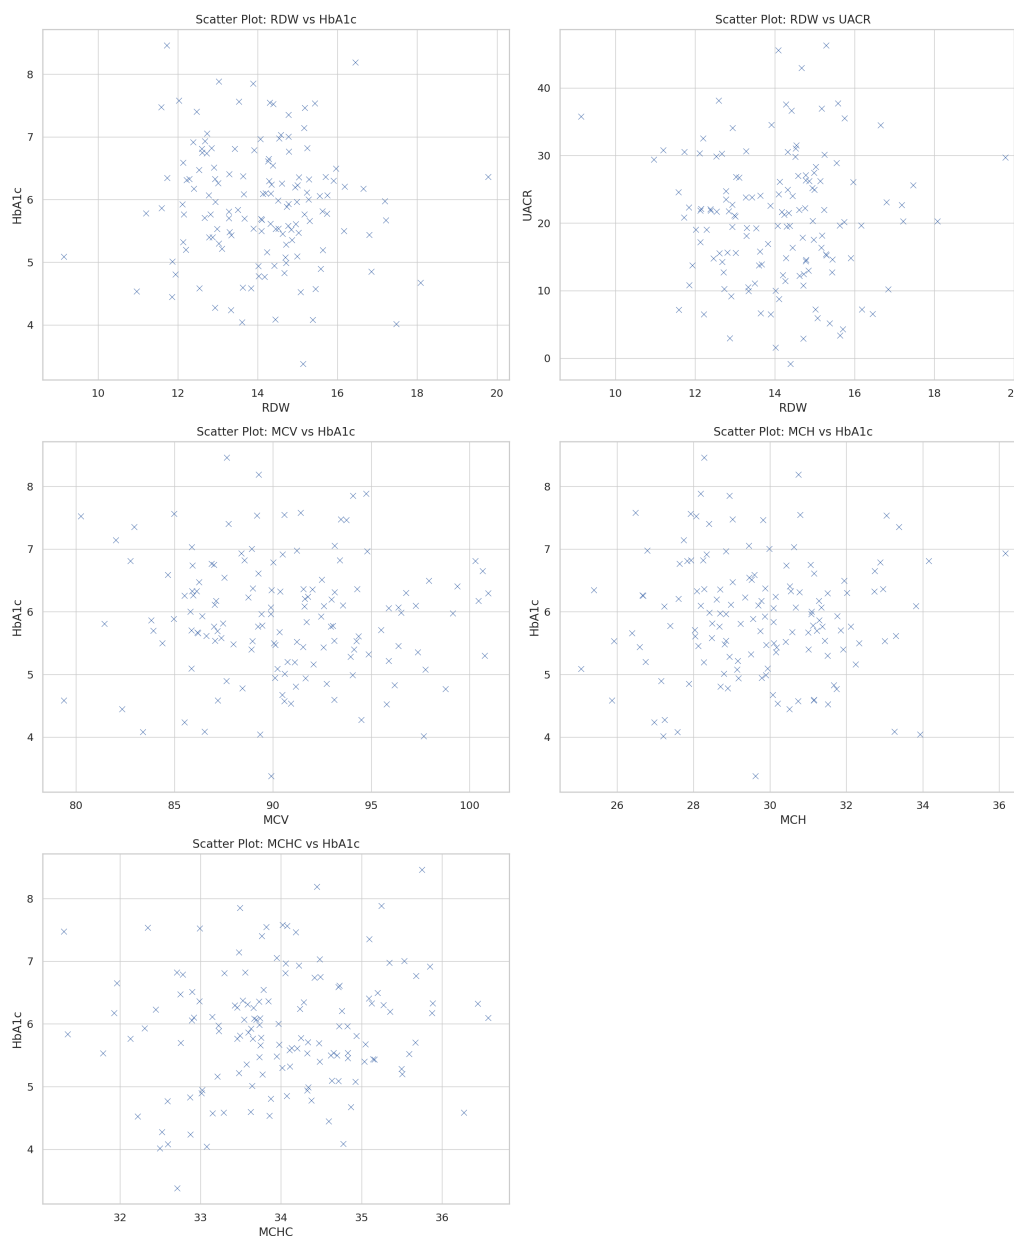 Scatter Plot: RDW vs HbA1c
8
7
6
5
4
HbA1c
10 12 14 16 18 20
RDW
Scatter Plot: RDW vs UACR
40
30
20
10
0
UACR
10 12 14 16 18 2
RDW
Scatter Plot: MCV vs HbA1c
8
7
6
5
4
HbA1c
80 85 90 95 100
MCV
Scatter Plot: MCH vs HbA1c
8
7
6
5
4
HbA1c
26 28 30 32 34 36
MCH
Scatter Plot: MCHC vs HbA1c
8
7
6
5
4
HbA1c
32 33 34 35 36
MCHC